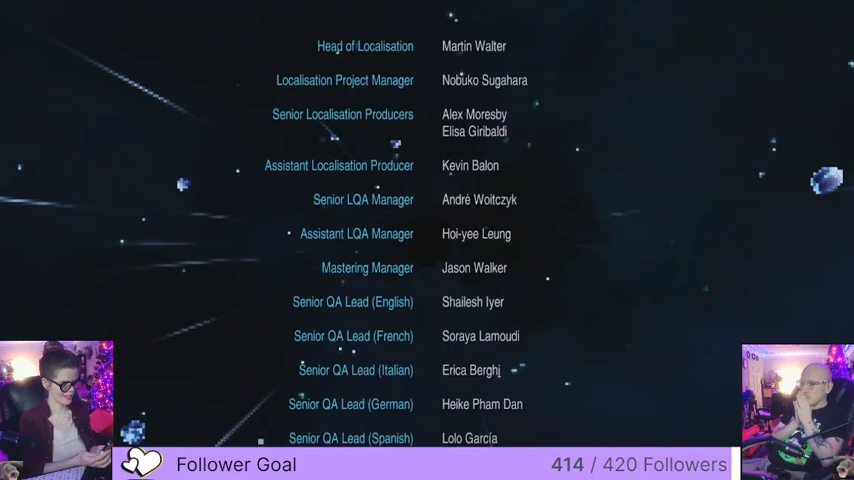 Head of Localisation Martin Walter
Localisation Project Manager Nobuko Sugahara
Senior Localisation Producers Alex Moresby
Elisa Giribaldi
Assistant Localisation Producer Kevin Balon
Senior LQA Manager André Woitczyk
Assistant LQA Manager Hoi-yee Leung
Mastering Manager Jason Walker
Senior QA Lead (English) Shailesh Iyer
Senior QA Lead (French) Soraya Lamoudi
Senior QA Lead (Italian) Erica Berghi
Senior QA Lead (German) Heike Pham Dan
Senior QA Lead (Spanish) Lolo García
Follower Goal 414 / 420 Followers